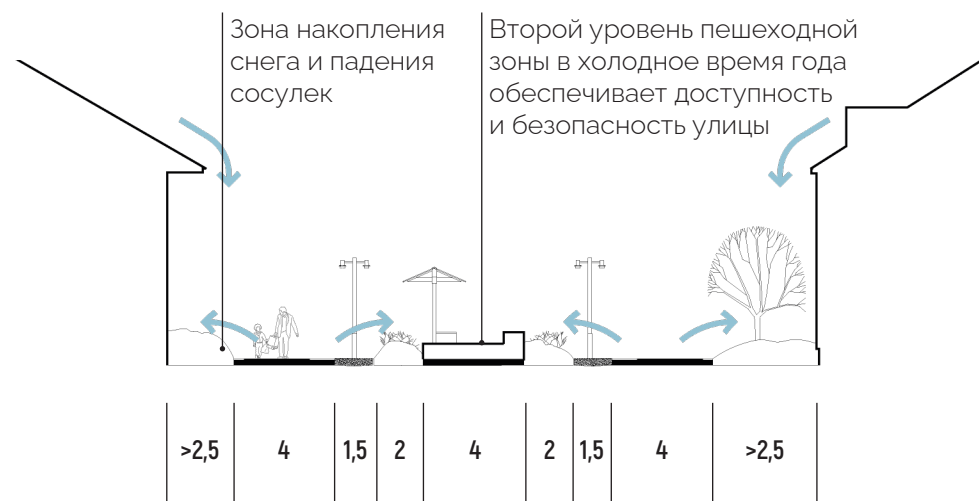 Зона накопления
снега и падения
сосулек
Второй уровень пешеходной
зоны в холодное время года
обеспечивает доступность
и безопасность улицы
>2,5 4 1,5 2 4 2 1,5 4 >2,5